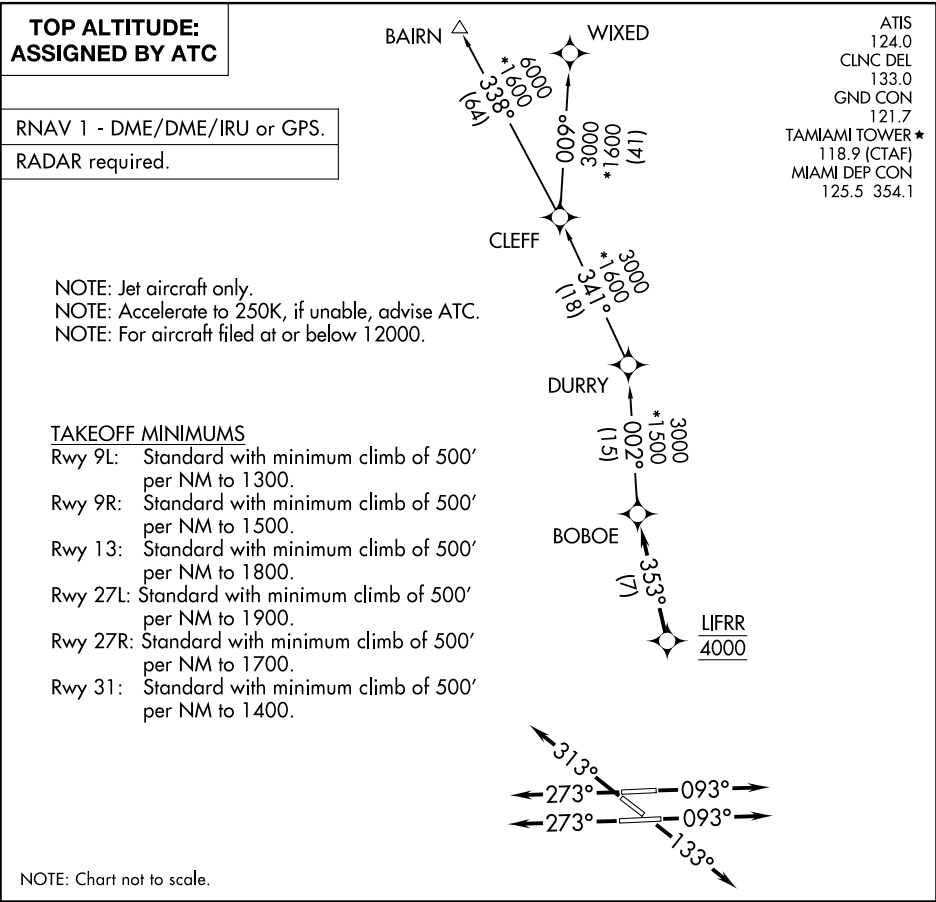 TOP ALTITUDE:
ASSIGNED BY ATC
RNAV 1 - DME/DME/IRU or GPS.
RADAR required.
ATIS
124.0
CLNC DEL
133.0
GND CON
121.7
TAMIAMI TOWER★
118.9 (CTAF)
MIAMI DEP CON
125.5 354.1
BAIRN
WIXED
6000
*1600
338°
(64)
009°
3000
*1600
(41)
CLEFF
3000
*1600
341°
(18)
DURRY
3000
*1500
002°
(15)
BOBOE
353°
(7)
LIFRR
4000
NOTE: Jet aircraft only.
NOTE: Accelerate to 250K, if unable, advise ATC.
NOTE: For aircraft filed at or below 12000.
TAKEOFF MINIMUMS
Rwy 9L: Standard with minimum climb of 500'
per NM to 1300.
Rwy 9R: Standard with minimum climb of 500'
per NM to 1500.
Rwy 13: Standard with minimum climb of 500'
per NM to 1800.
Rwy 27L: Standard with minimum climb of 500'
per NM to 1900.
Rwy 27R: Standard with minimum climb of 500'
per NM to 1700.
Rwy 31: Standard with minimum climb of 500'
per NM to 1400.
313°
273° 093°
273° 093°
133°
NOTE: Chart not to scale.